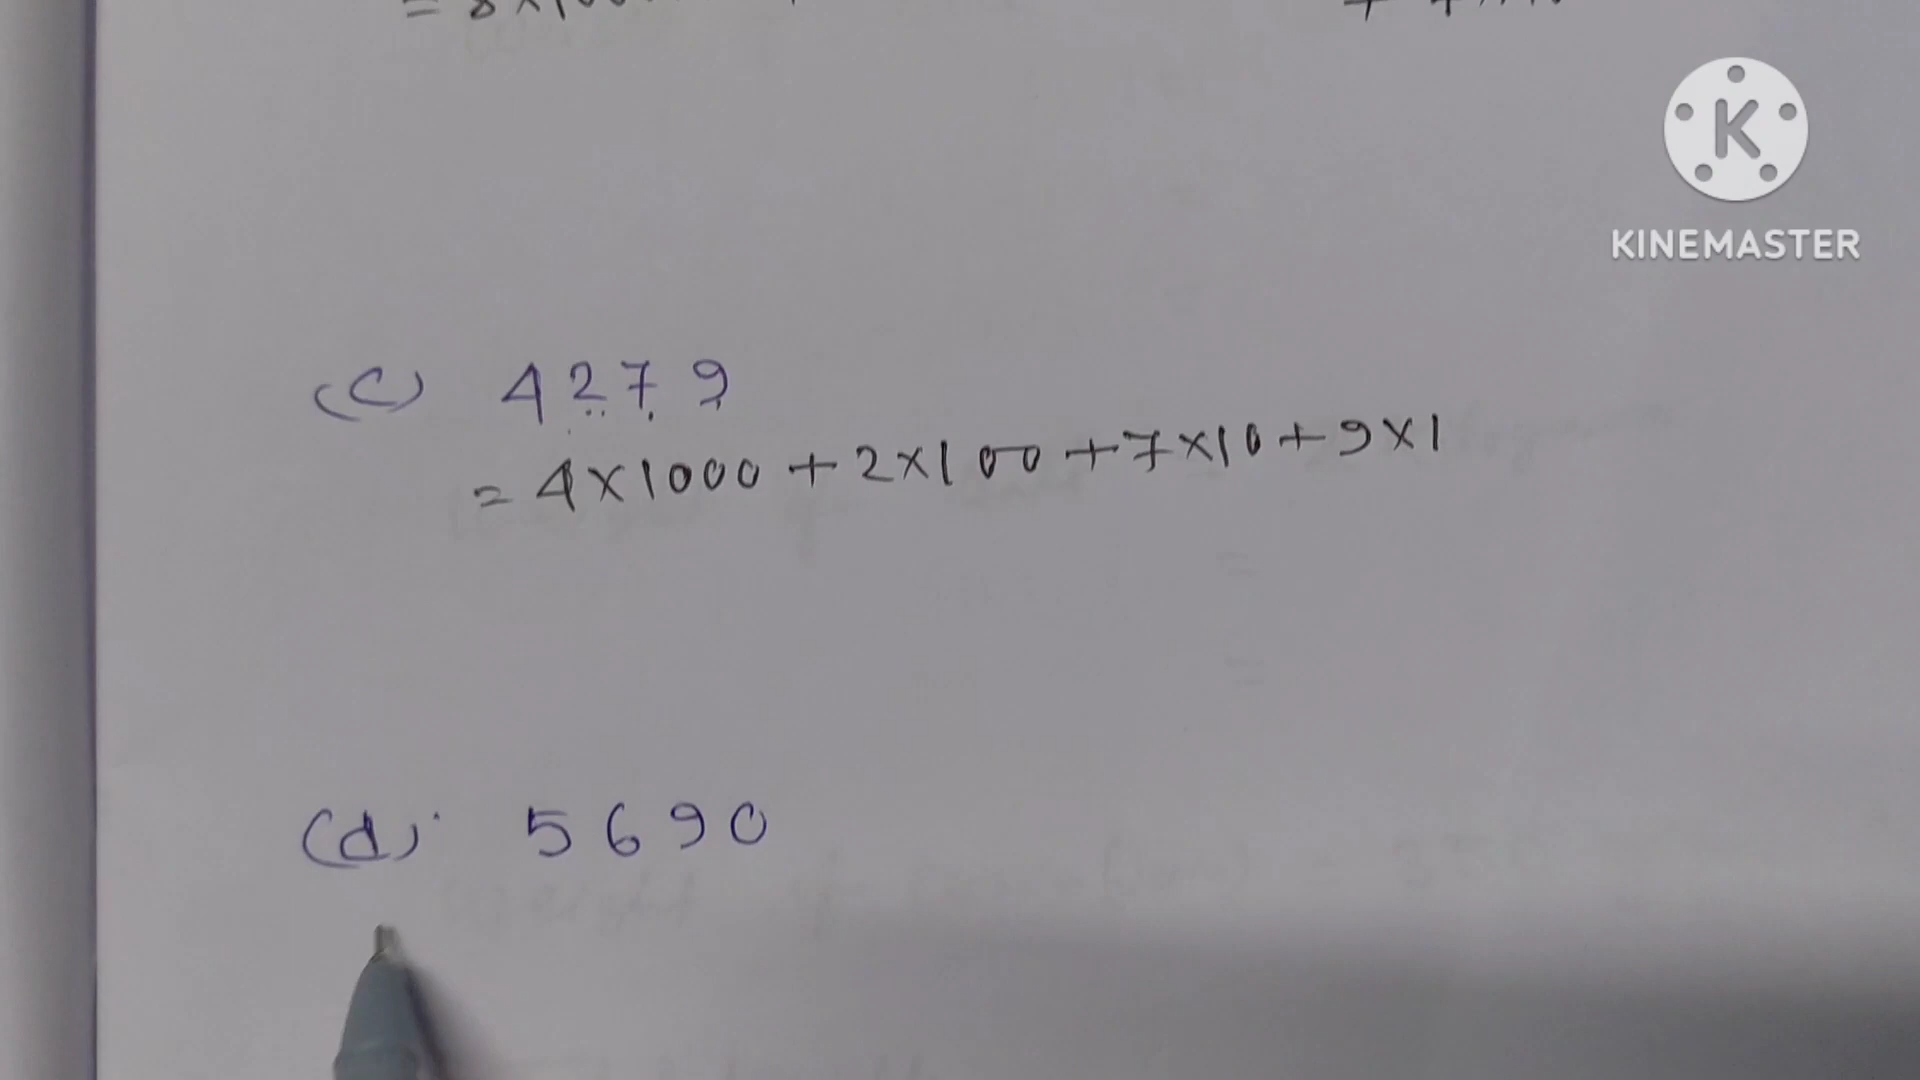 KINEMASTER
(C) 4279
= 4×1000 + 2×100 + 7×10 + 9×1
(d). 5690